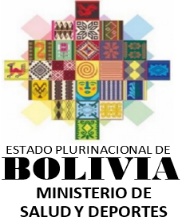 ESTADO PLURINACIONAL DE
BOLIVIA
MINISTERIO DE
SALUD Y DEPORTES